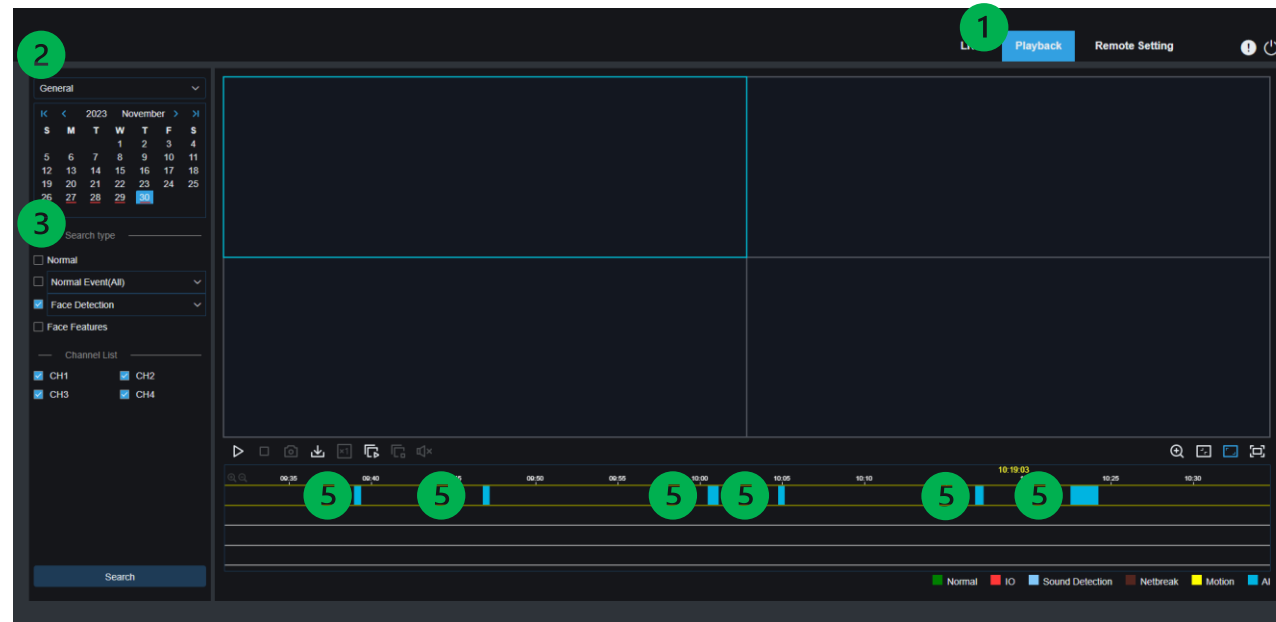 1
Playback Remote Setting
2
General
2023 November
S M T W T F S
1 2 3 4
5 6 7 8 9 10 11
12 13 14 15 16 17 18
19 20 21 22 23 24 25
26 27 28 29 30
3
Search type
Normal
Normal Event(All)
Face Detection
Face Features
Channel List
CH1 CH2
CH3 CH4
x1
10:19:03
09:35 09:40 09:50 09:55 10:00 10:05 10:10 10:25 10:30
5 5 5 5 5 5
Search
Normal IO Sound Detection Netbreak Motion AI